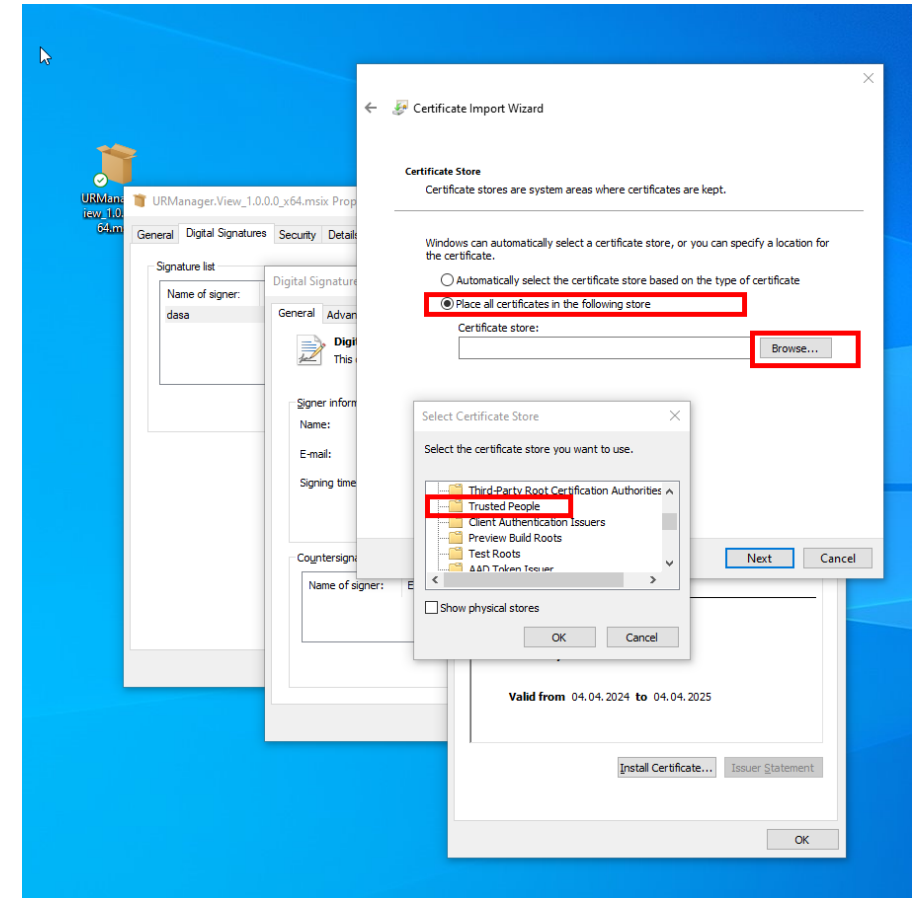 Certificate Import Wizard
Certificate Store
Certificate stores are system areas where certificates are kept.
Windows can automatically select a certificate store, or you can specify a location for
the certificate.
Automatically select the certificate store based on the type of certificate
Place all certificates in the following store
Certificate store:
Browse...
Next
Cancel
URMana
iew_1.0.
64.m
URManager.View_1.0.0.0_x64.msix Prop
General
Digital Signatures
Security
Details
Signature list
Name of signer:
dasa
Digital Signature
General
Advan
Digi
This
Signer inform
Name:
E-mail:
Signing time
Countersigna
Name of signer:
E
Select Certificate Store
Select the certificate store you want to use.
Third-Party Root Certification Authorities
Trusted People
Client Authentication Issuers
Preview Build Roots
Test Roots
AAD Token Issuer
Show physical stores
OK
Cancel
Valid from 04.04.2024 to 04.04.2025
Install Certificate...
Issuer Statement
OK